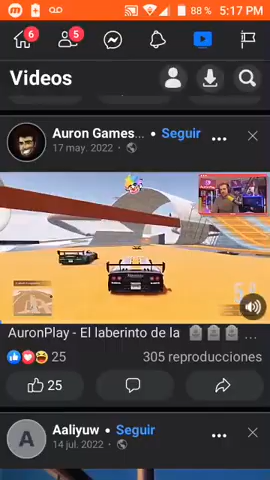 88 % 5:17 PM
6
5
Videos
Auron Games... • Seguir
17 may. 2022 •
AuronPlay - El laberinto de la ...
25
305 reproducciones
25
A
Aaliyuw • Seguir
14 jul. 2022 •